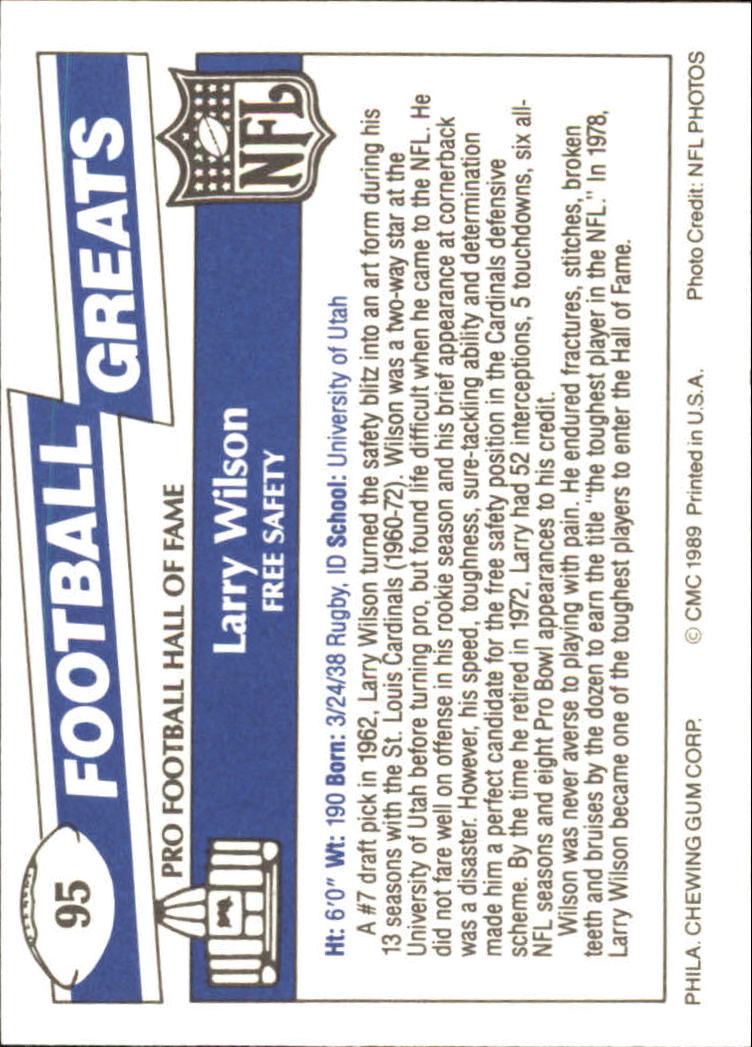 95
FOOTBALL
GREATS
PRO FOOTBALL HALL OF FAME
NFL
Larry Wilson
FREE SAFETY
Ht: 6'0" Wt: 190 Born: 3/24/38 Rugby, ID School: University of Utah
A #7 draft pick in 1962, Larry Wilson turned the safety blitz into an art form during his
13 seasons with the St. Louis Cardinals (1960-72). Wilson was a two-way star at the
University of Utah before turning pro, but found life difficult when he came to the NFL. He
did not fare well on offense in his rookie season and his brief appearance at cornerback
was a disaster. However, his speed, toughness, sure-tackling ability and determination
made him a perfect candidate for the free safety position in the Cardinals defensive
scheme. By the time he retired in 1972, Larry had 52 interceptions, 5 touchdowns, six all-
NFL seasons and eight Pro Bowl appearances to his credit.
Wilson was never averse to playing with pain. He endured fractures, stitches, broken
teeth and bruises by the dozen to earn the title "the toughest player in the NFL." In 1978,
Larry Wilson became one of the toughest players to enter the Hall of Fame.
PHILA. CHEWING GUM CORP. © CMC 1989 Printed in U.S.A. Photo Credit: NFL PHOTOS